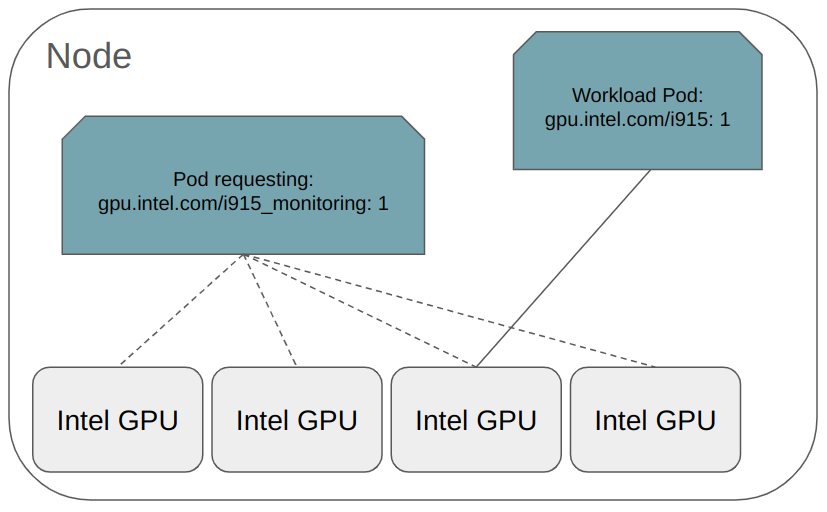 Node
Workload Pod:
gpu.intel.com/i915: 1
Pod requesting:
gpu.intel.com/i915_monitoring: 1
Intel GPU
Intel GPU
Intel GPU
Intel GPU